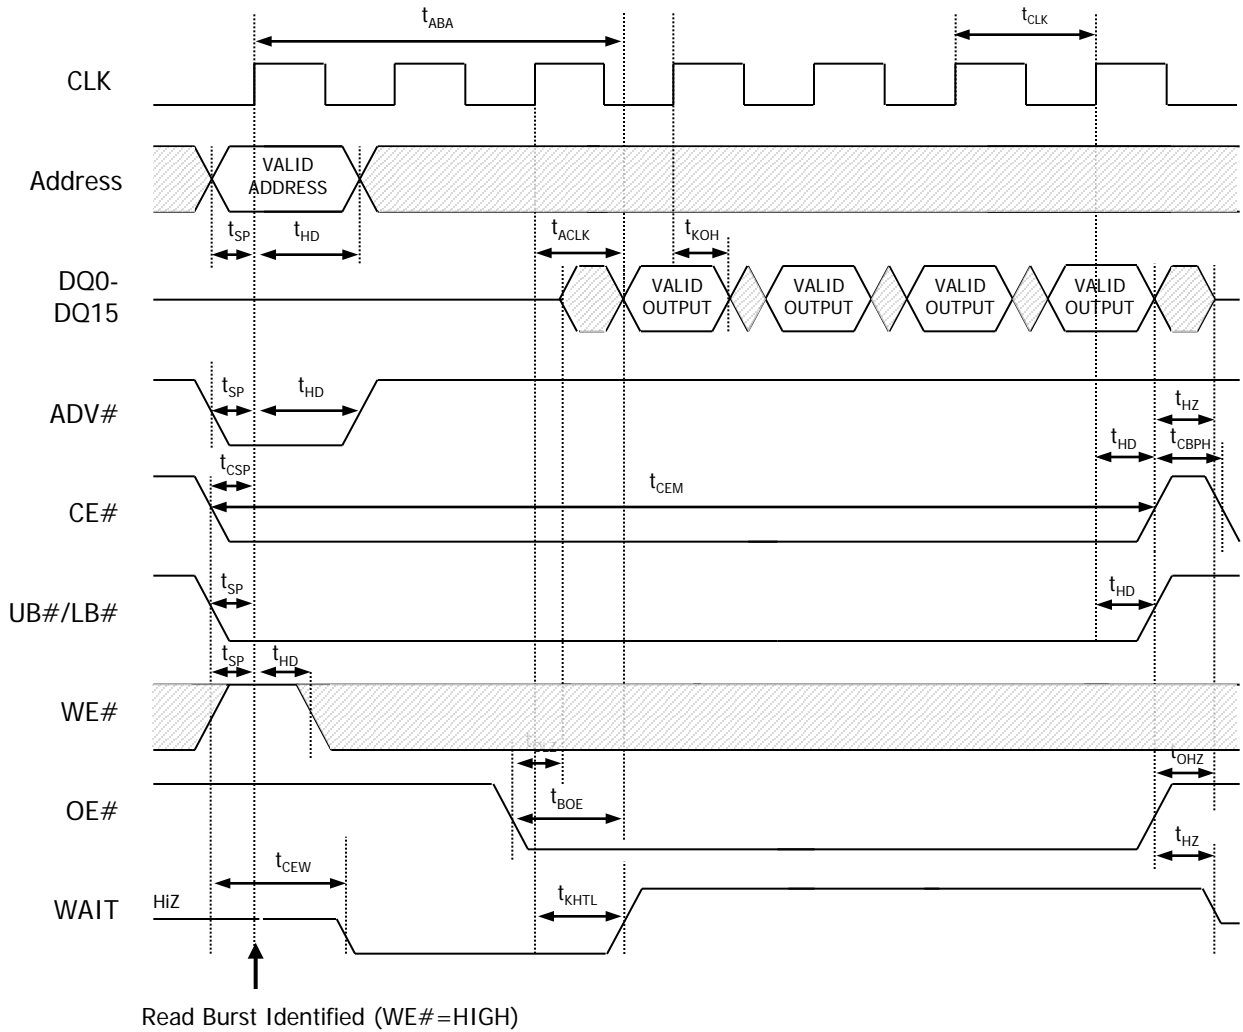 tABA
tCLK
CLK
Address
VALID
ADDRESS
tSP
tHD
tACLK
tKOH
DQ0-
DQ15
VALID
OUTPUT
VALID
OUTPUT
VALID
OUTPUT
VALID
OUTPUT
ADV#
tSP
tHD
tHZ
tHD
tCBPH
CE#
tCSP
tCEM
UB#/LB#
tSP
tHD
tSP
tHD
WE#
tOHZ
OE#
tBOE
tHZ
tCEW
WAIT
HiZ
tKHTL
Read Burst Identified (WE#=HIGH)